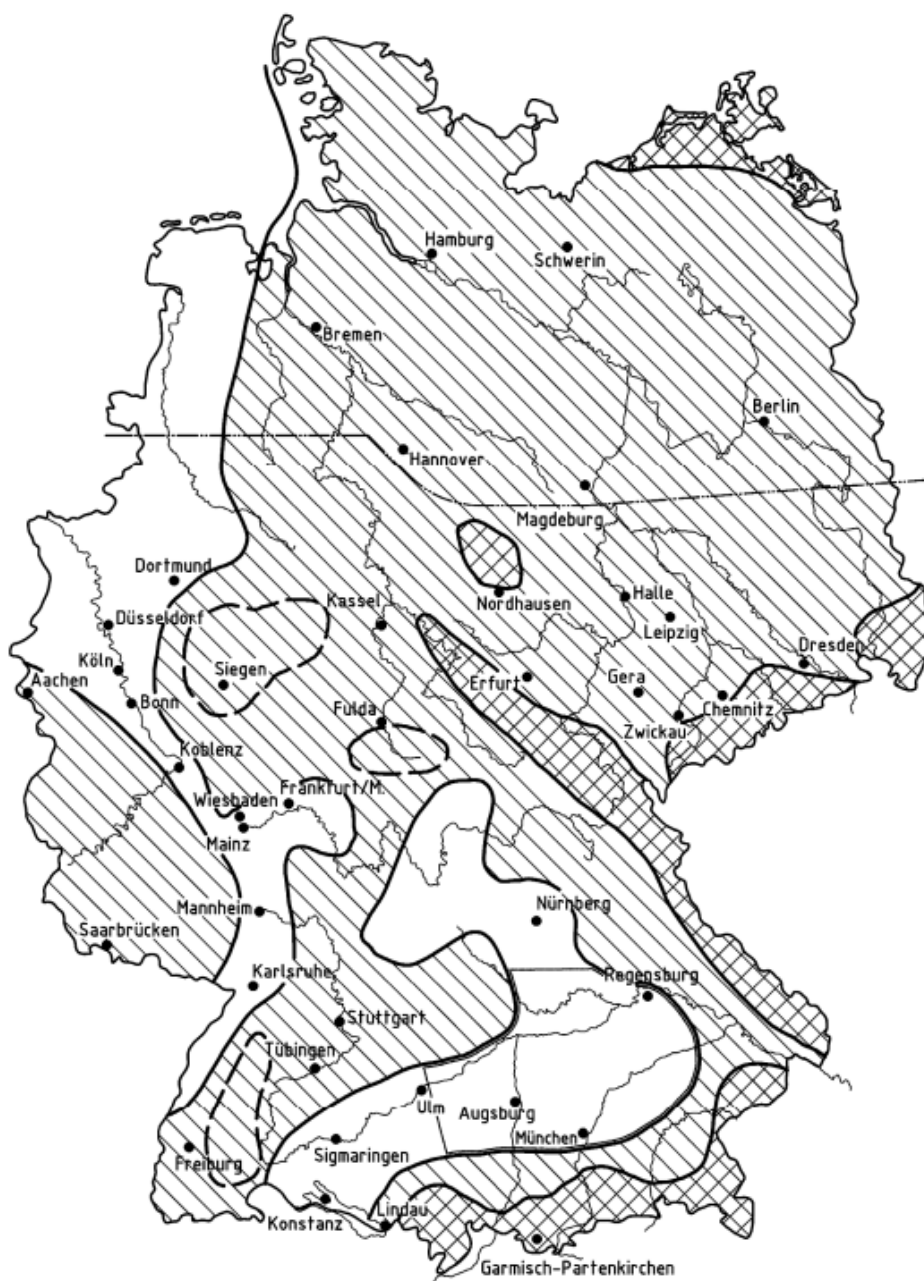 Hamburg
Schwerin
Bremen
Berlin
Hannover
Magdeburg
Dortmund
Nordhausen
Halle
Kassel
Düsseldorf
Leipzig
Köln
Siegen
Dresden
Aachen
Erfurt
Gera
Bonn
Chemnitz
Fulda
Zwickau
Koblenz
Frankfurt/M.
Wiesbaden
Mainz
Mannheim
Nürnberg
Saarbrücken
Karlsruhe
Regensburg
Stuttgart
Tübingen
Ulm
Augsburg
München
Freiburg
Sigmaringen
Konstanz
Lindau
Garmisch-Partenkirchen